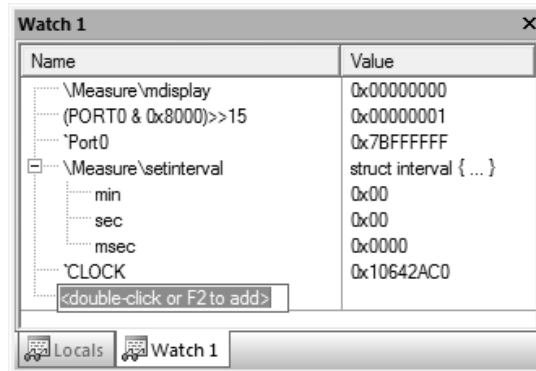 Watch 1
Name Value
\Measure\mdisplay 0x00000000
(PORT0 & 0x8000)>>15 0x00000001
`Port0 0x7BFFFFFF
\Measure\setinterval struct interval { ... }
min 0x00
sec 0x00
msec 0x0000
`CLOCK 0x10642AC0
<double-click or F2 to add>
Locals Watch 1